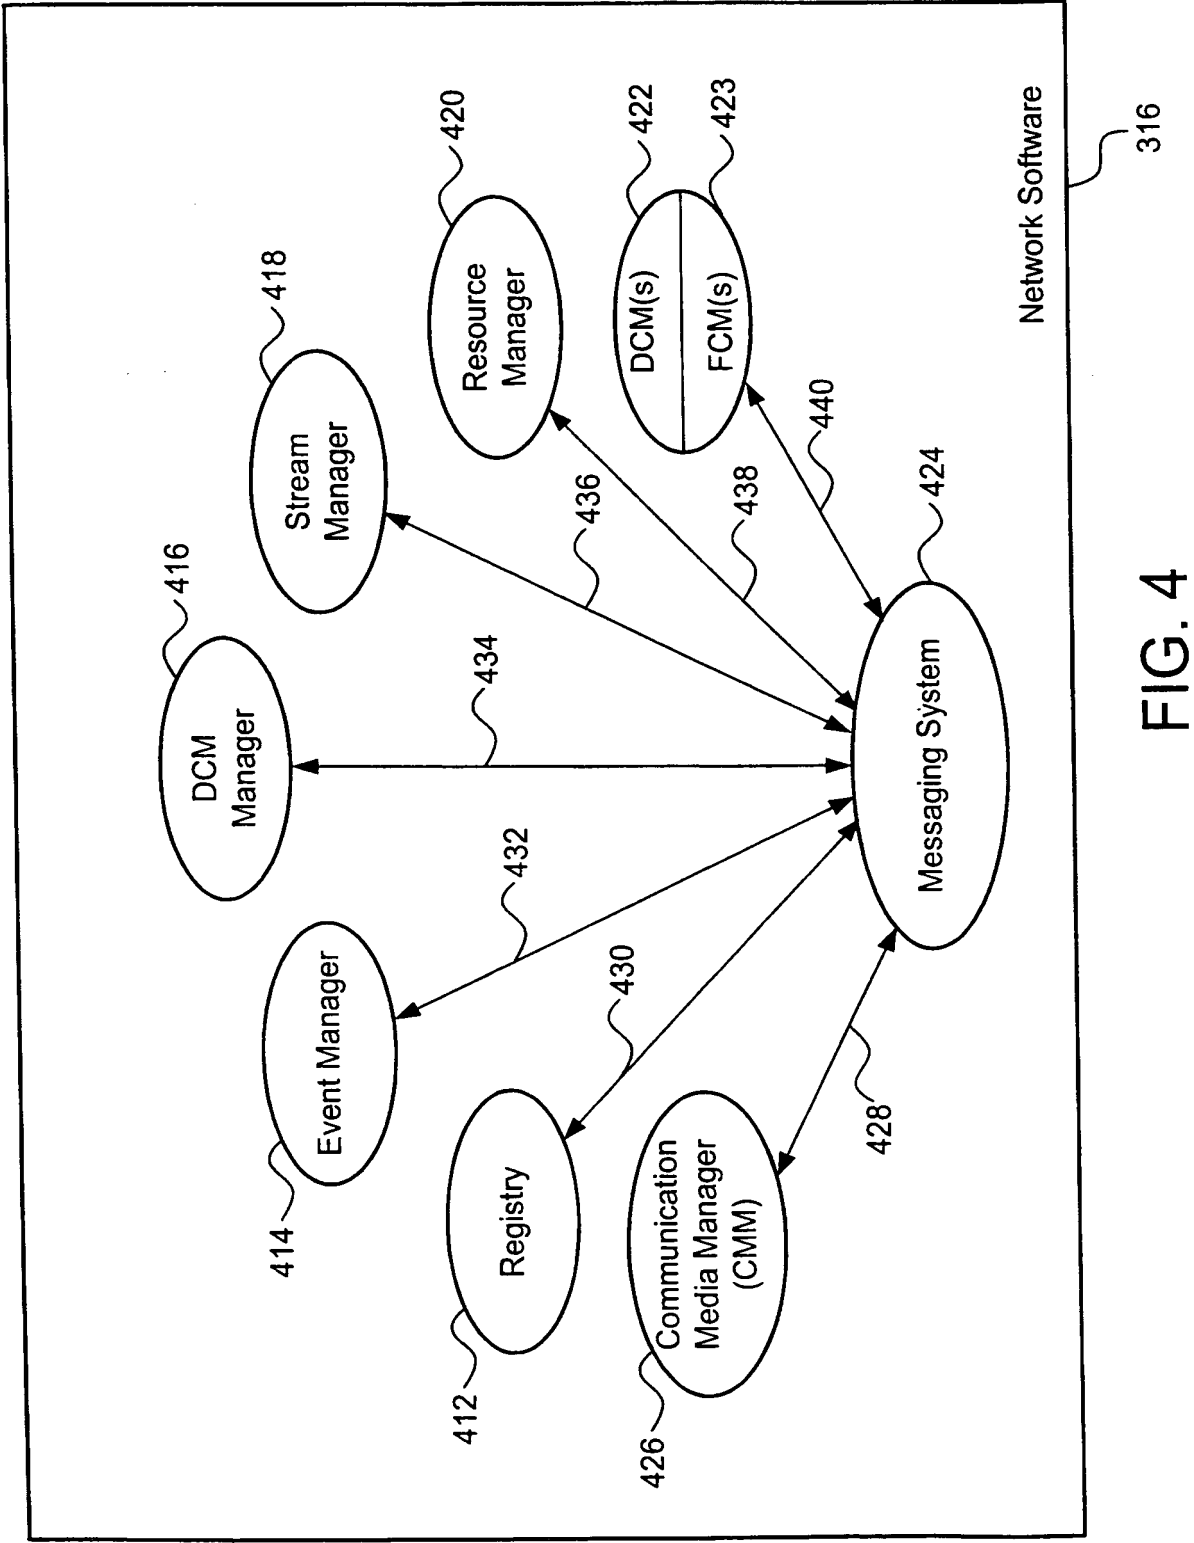 416
DCM
Manager
434
418
Stream
Manager
436
414
Event Manager
432
420
Resource
Manager
438
412
Registry
430
422
DCM(s)
423
FCM(s)
440
426
Communication
Media Manager
(CMM)
428
424
Messaging System
Network Software
316
FIG. 4